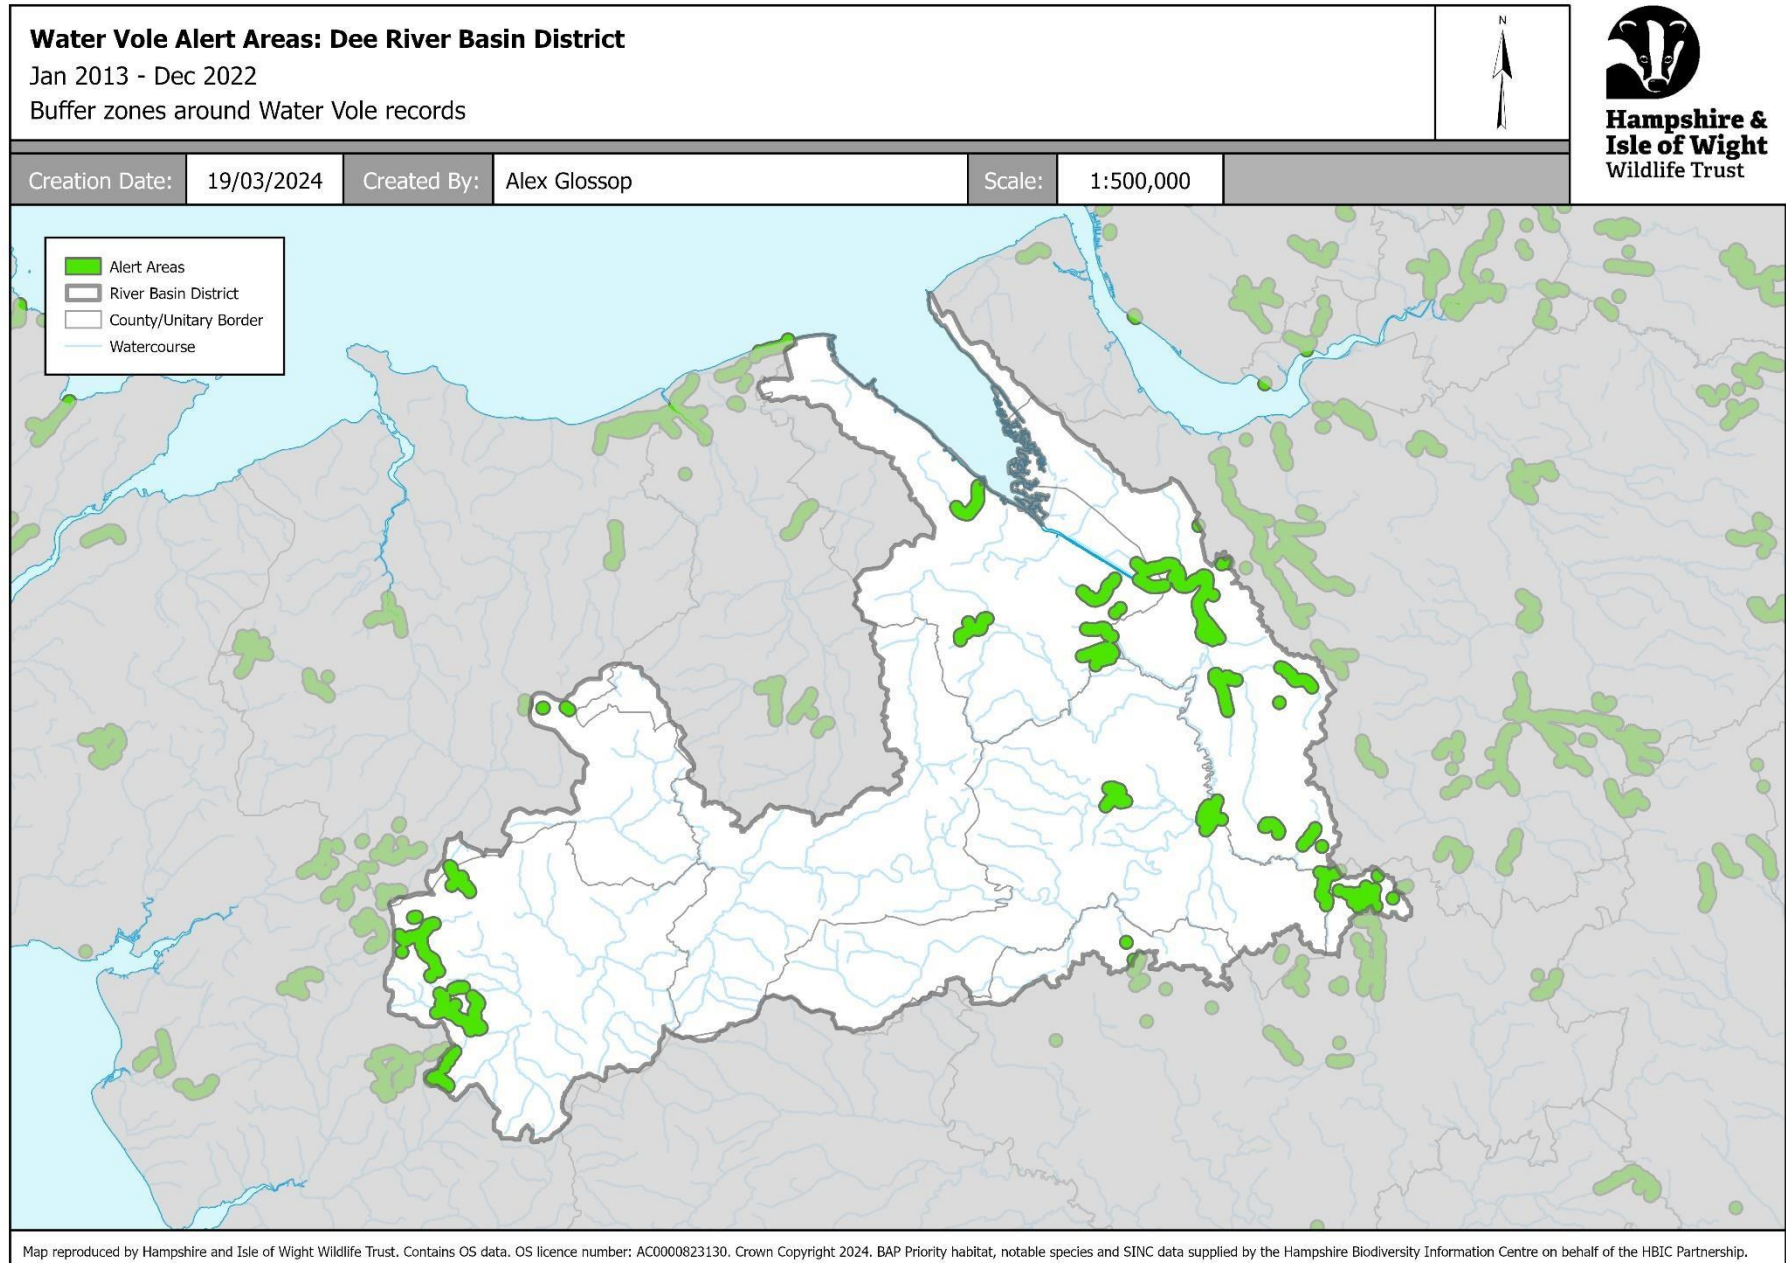 Water Vole Alert Areas: Dee River Basin District
Jan 2013 - Dec 2022
Buffer zones around Water Vole records
N
Hampshire &
Isle of Wight
Wildlife Trust
Creation Date: 19/03/2024 Created By: Alex Glossop Scale: 1:500,000
Alert Areas
River Basin District
County/Unitary Border
Watercourse
Map reproduced by Hampshire and Isle of Wight Wildlife Trust. Contains OS data. OS licence number: AC0000823130. Crown Copyright 2024. BAP Priority habitat, notable species and SINC data supplied by the Hampshire Biodiversity Information Centre on behalf of the HBIC Partnership.